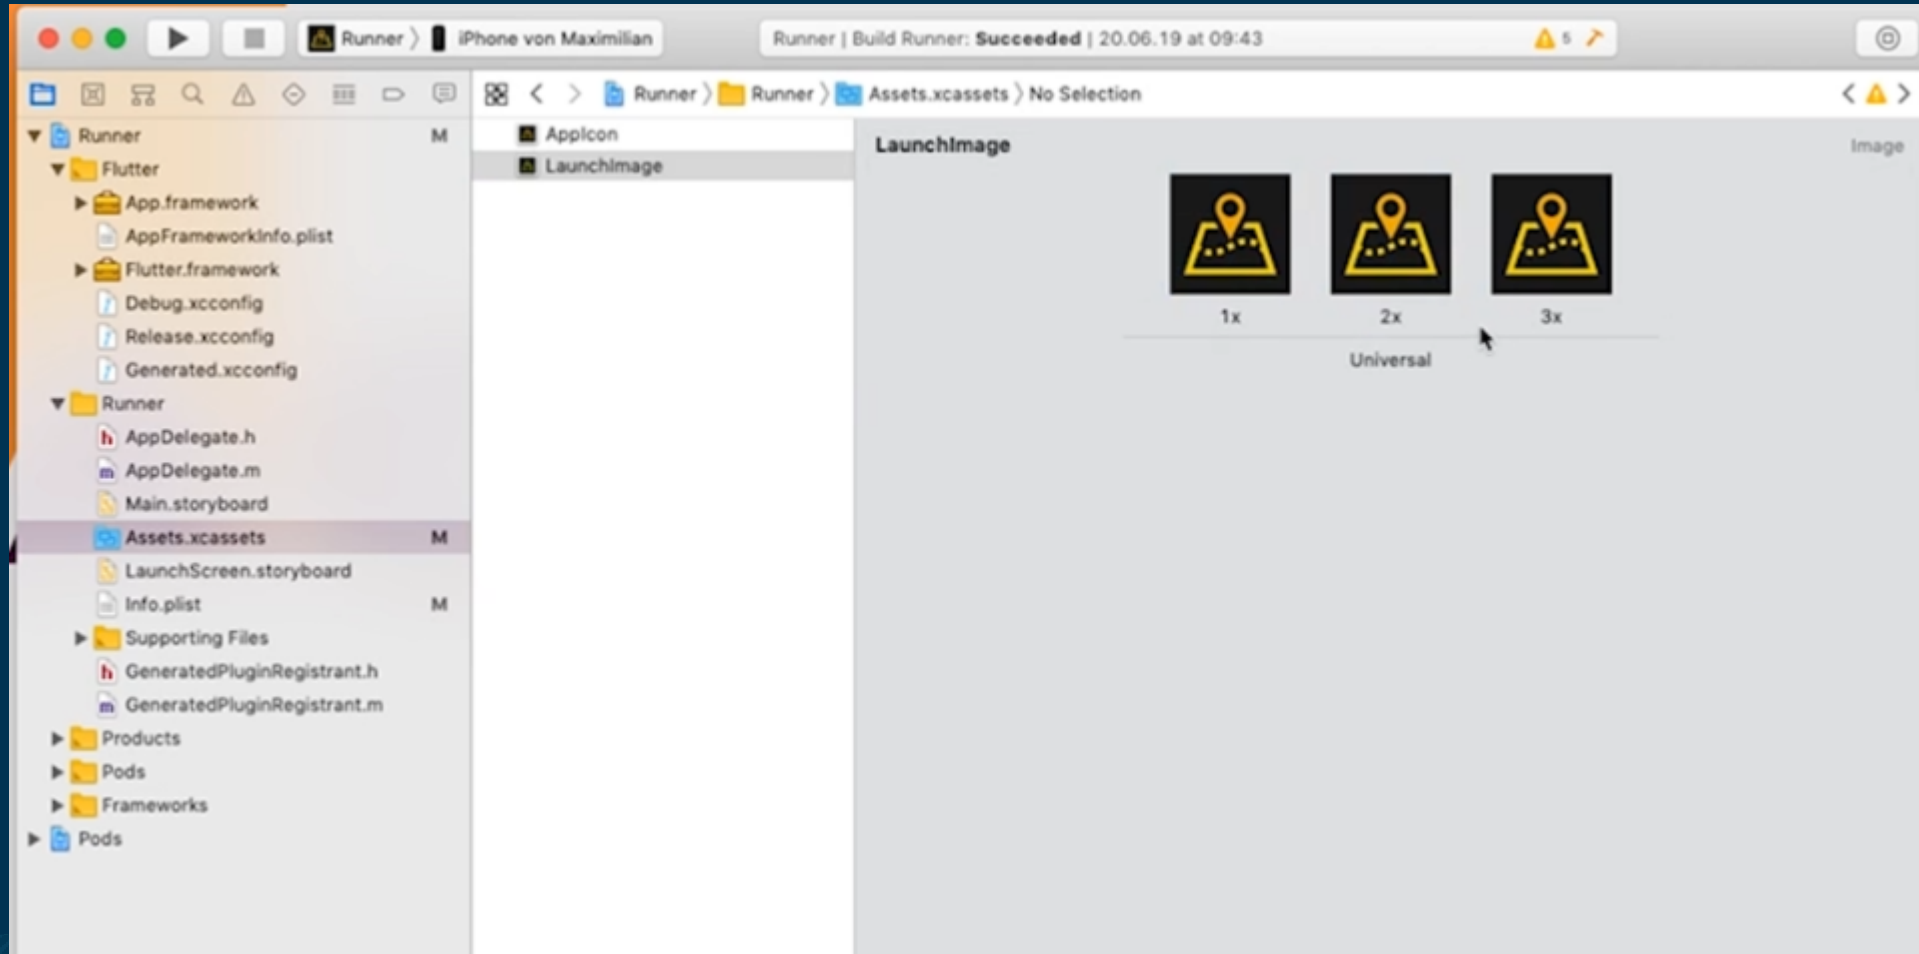 Runner
iPhone von Maximilian
Runner | Build Runner: Succeeded | 20.06.19 at 09:43
5
Runner
Runner
Assets.xcassets
No Selection
Runner M
Flutter
App.framework
AppFrameworkInfo.plist
Flutter.framework
Debug.xcconfig
Release.xcconfig
Generated.xcconfig
Runner
h AppDelegate.h
m AppDelegate.m
Main.storyboard
Assets.xcassets M
LaunchScreen.storyboard
Info.plist M
Supporting Files
h GeneratedPluginRegistrant.h
m GeneratedPluginRegistrant.m
Products
Pods
Frameworks
Pods
AppIcon
LaunchImage
LaunchImage
Image
1x
2x
3x
Universal